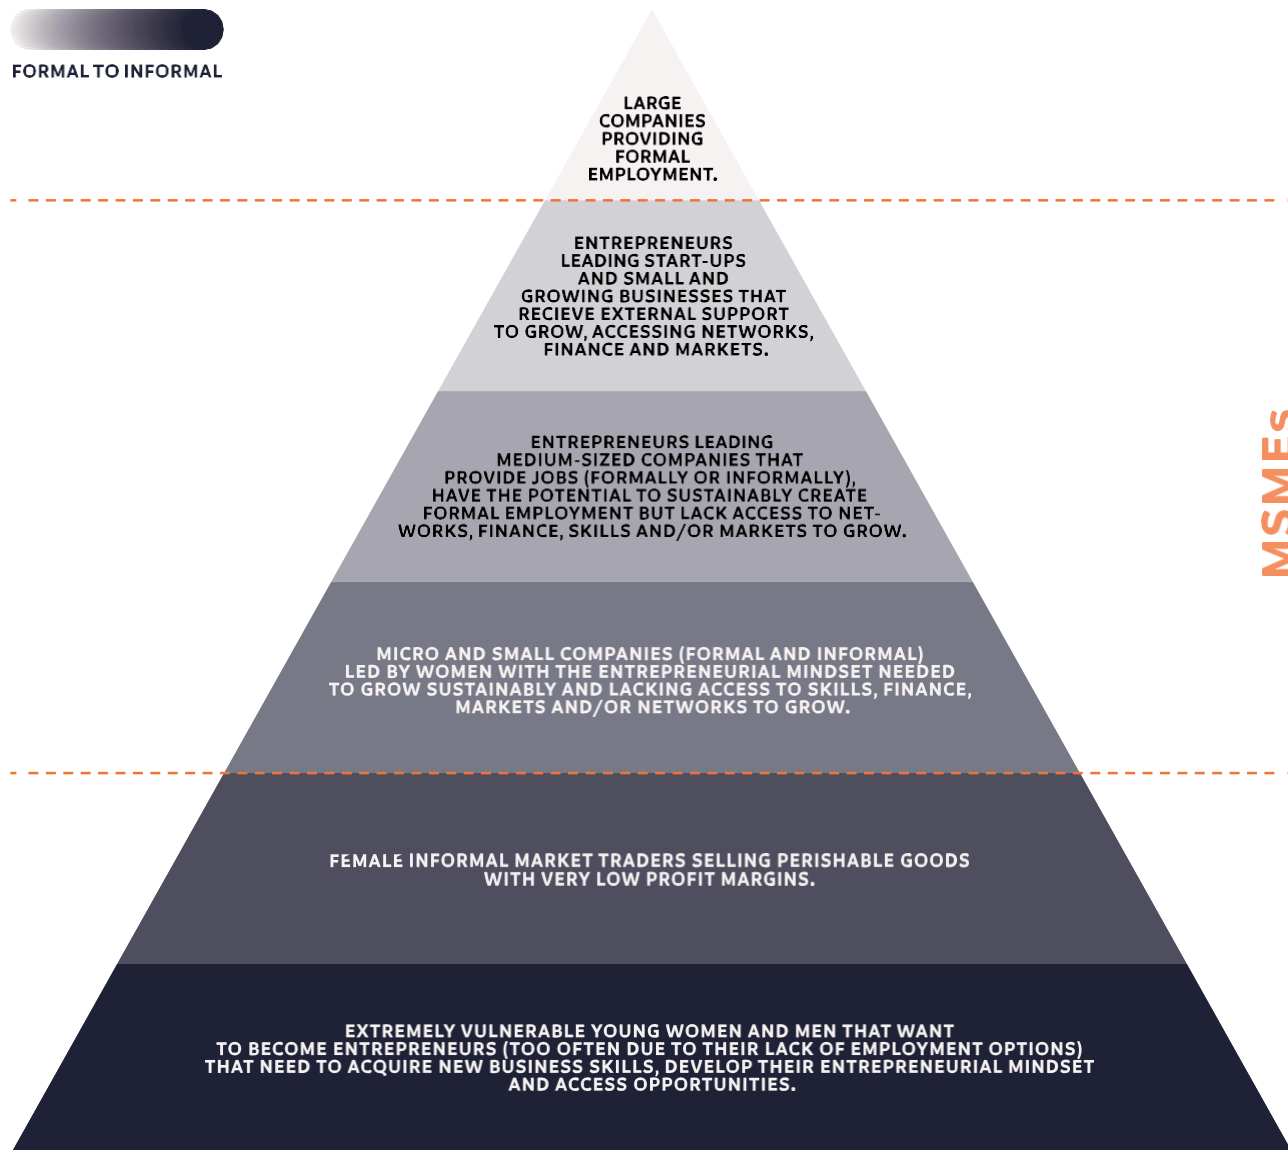 FORMAL TO INFORMAL
LARGE
COMPANIES
PROVIDING
FORMAL
EMPLOYMENT.
ENTREPRENEURS
LEADING START-UPS
AND SMALL AND
GROWING BUSINESSES THAT
RECIEVE EXTERNAL SUPPORT
TO GROW, ACCESSING NETWORKS,
FINANCE AND MARKETS.
ENTREPRENEURS LEADING
MEDIUM-SIZED COMPANIES THAT
PROVIDE JOBS (FORMALLY OR INFORMALLY),
HAVE THE POTENTIAL TO SUSTAINABLY CREATE
FORMAL EMPLOYMENT BUT LACK ACCESS TO NET-
WORKS, FINANCE, SKILLS AND/OR MARKETS TO GROW.
MSMEs
MICRO AND SMALL COMPANIES (FORMAL AND INFORMAL)
LED BY WOMEN WITH THE ENTREPRENEURIAL MINDSET NEEDED
TO GROW SUSTAINABLY AND LACKING ACCESS TO SKILLS, FINANCE,
MARKETS AND/OR NETWORKS TO GROW.
FEMALE INFORMAL MARKET TRADERS SELLING PERISHABLE GOODS
WITH VERY LOW PROFIT MARGINS.
EXTREMELY VULNERABLE YOUNG WOMEN AND MEN THAT WANT
TO BECOME ENTREPRENEURS (TOO OFTEN DUE TO THEIR LACK OF EMPLOYMENT OPTIONS)
THAT NEED TO ACQUIRE NEW BUSINESS SKILLS, DEVELOP THEIR ENTREPRENEURIAL MINDSET
AND ACCESS OPPORTUNITIES.